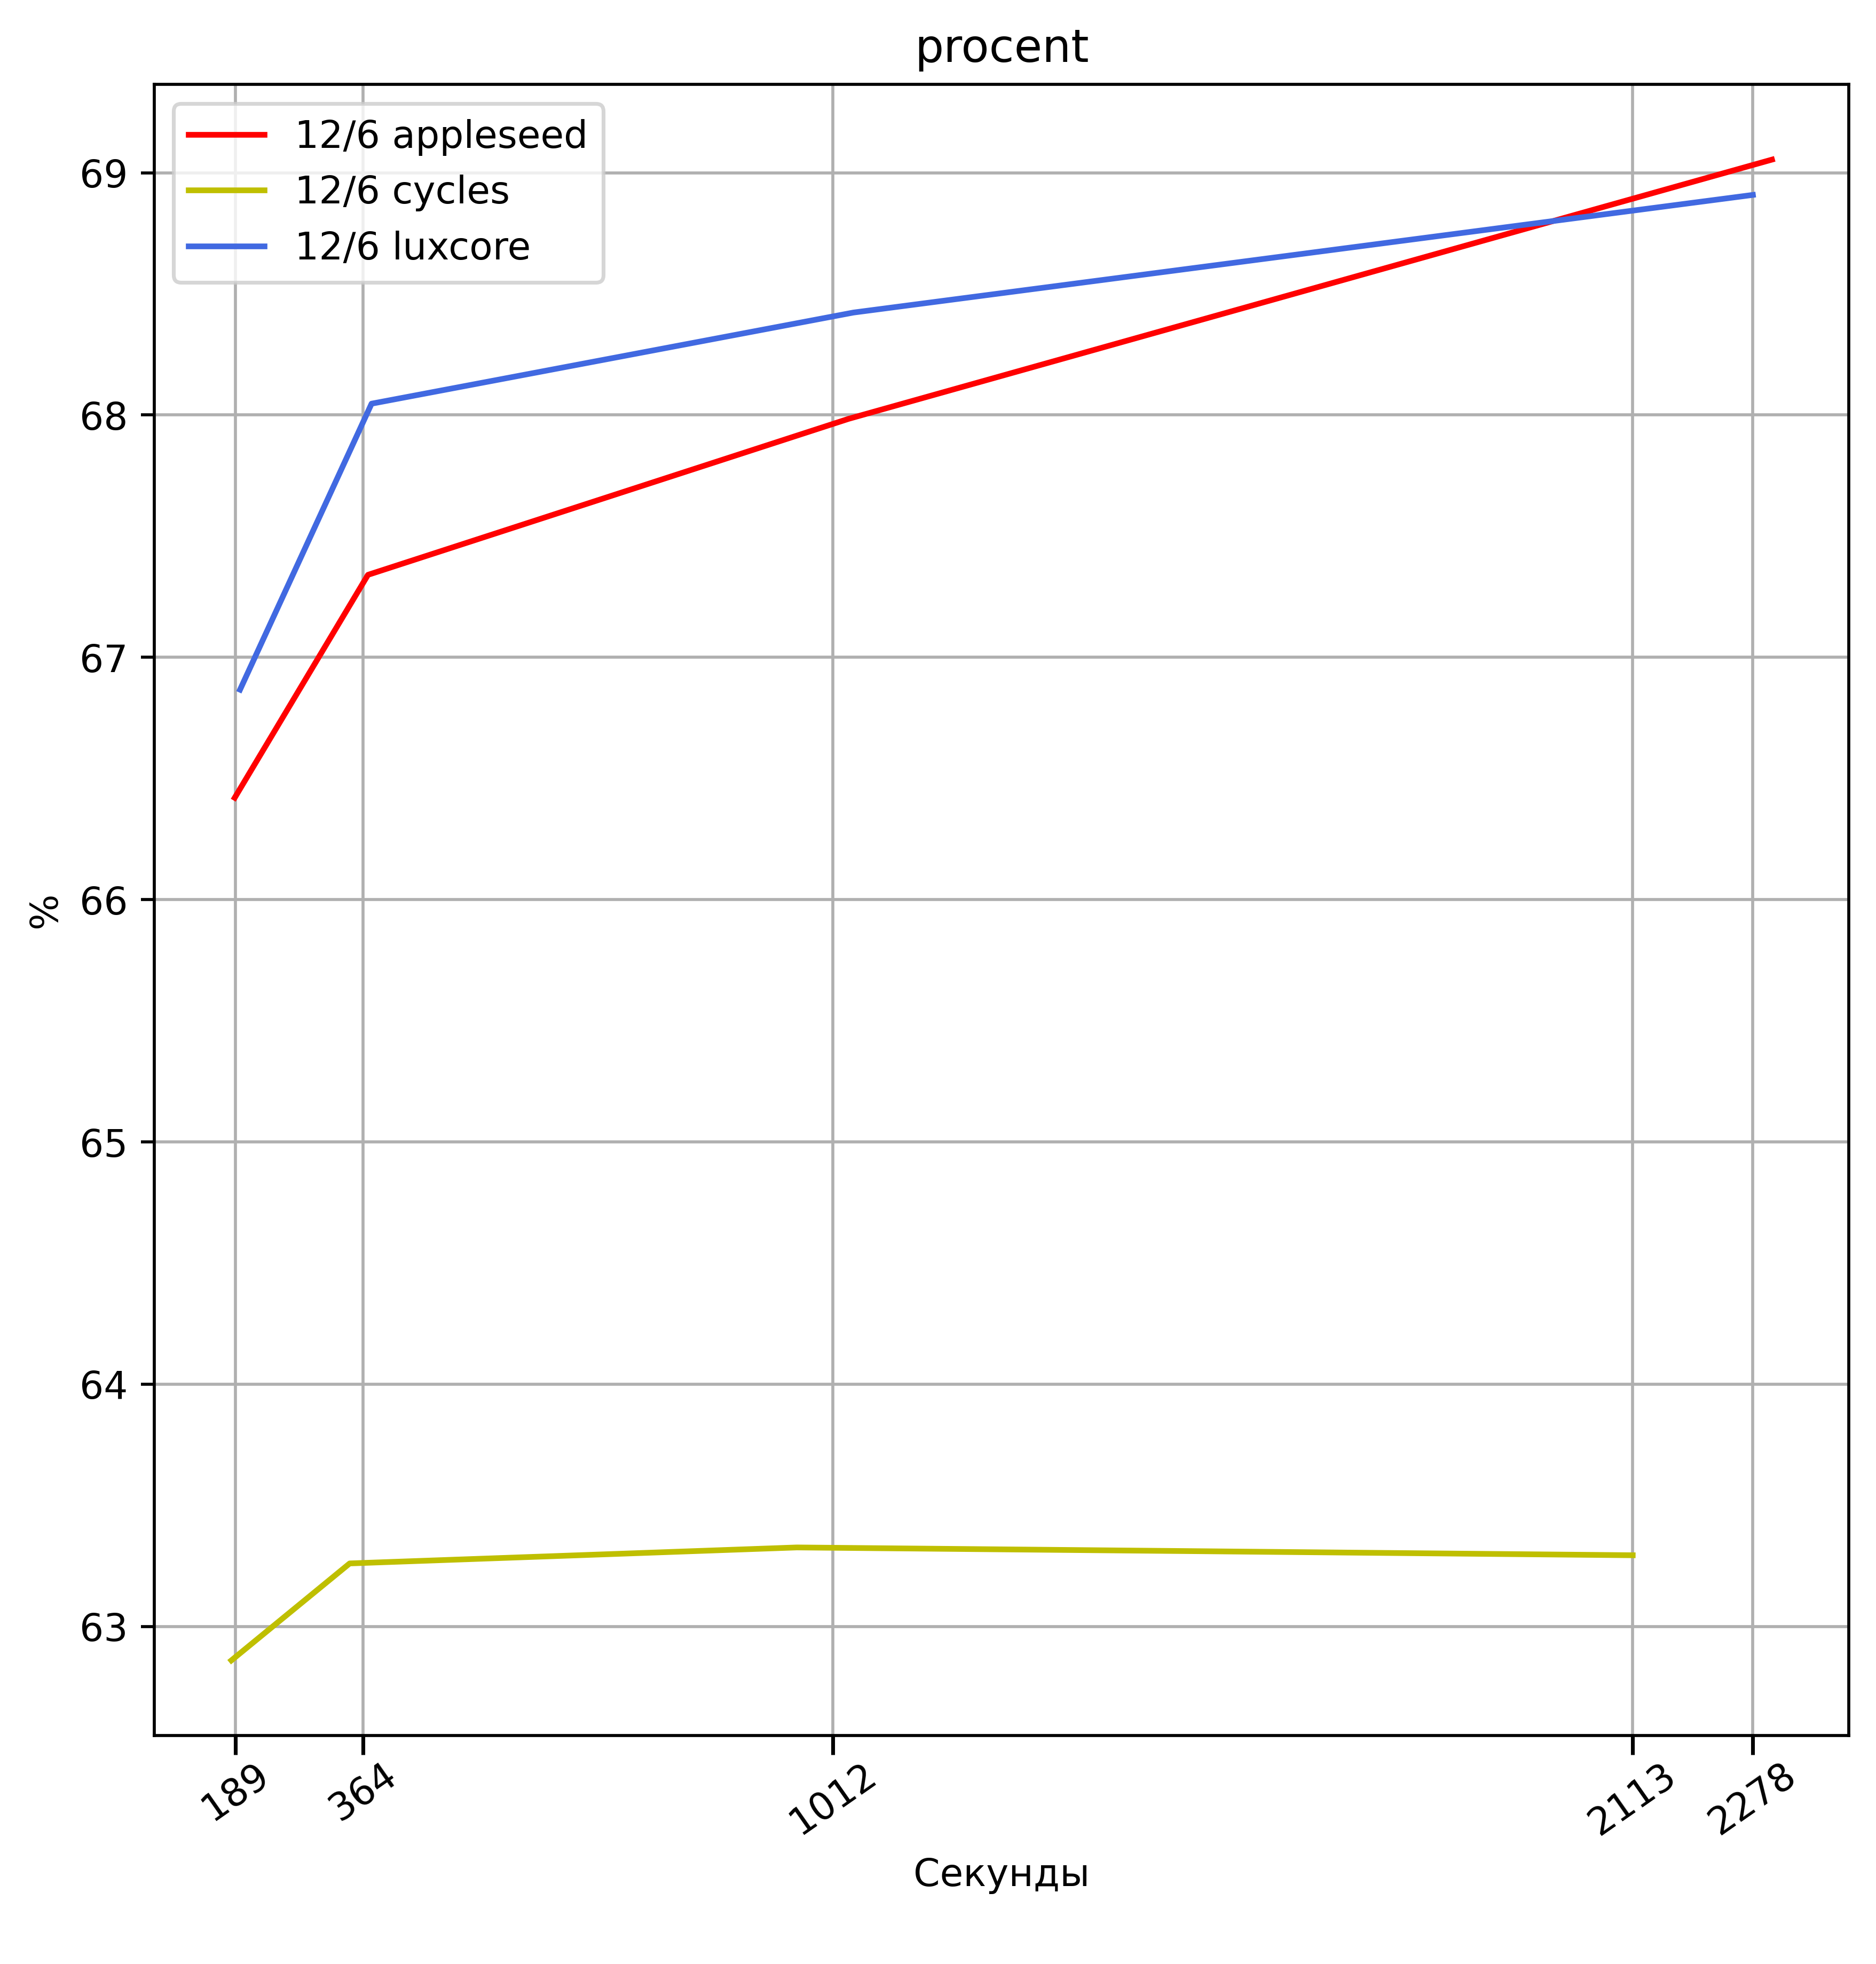 procent
12/6 appleseed
12/6 cycles
12/6 luxcore
69
68
67
66
65
64
63
%
189
364
1012
2113
2278
Секунды